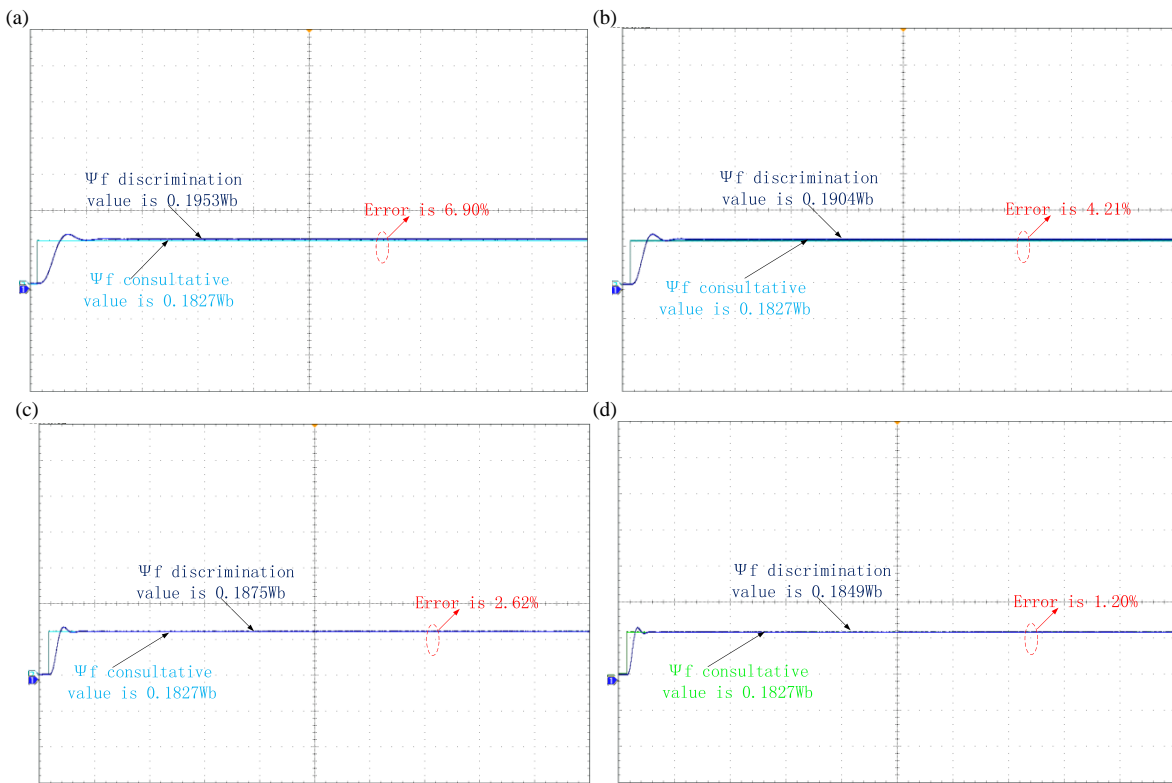 (a)
Ψf discrimination
value is 0.1953Wb
Error is 6.90%
Ψf consultative
value is 0.1827Wb
(b)
Ψf discrimination
value is 0.1904Wb
Error is 4.21%
Ψf consultative
value is 0.1827Wb
(c)
Ψf discrimination
value is 0.1875Wb
Error is 2.62%
Ψf consultative
value is 0.1827Wb
(d)
Ψf discrimination
value is 0.1849Wb
Error is 1.20%
Ψf consultative
value is 0.1827Wb